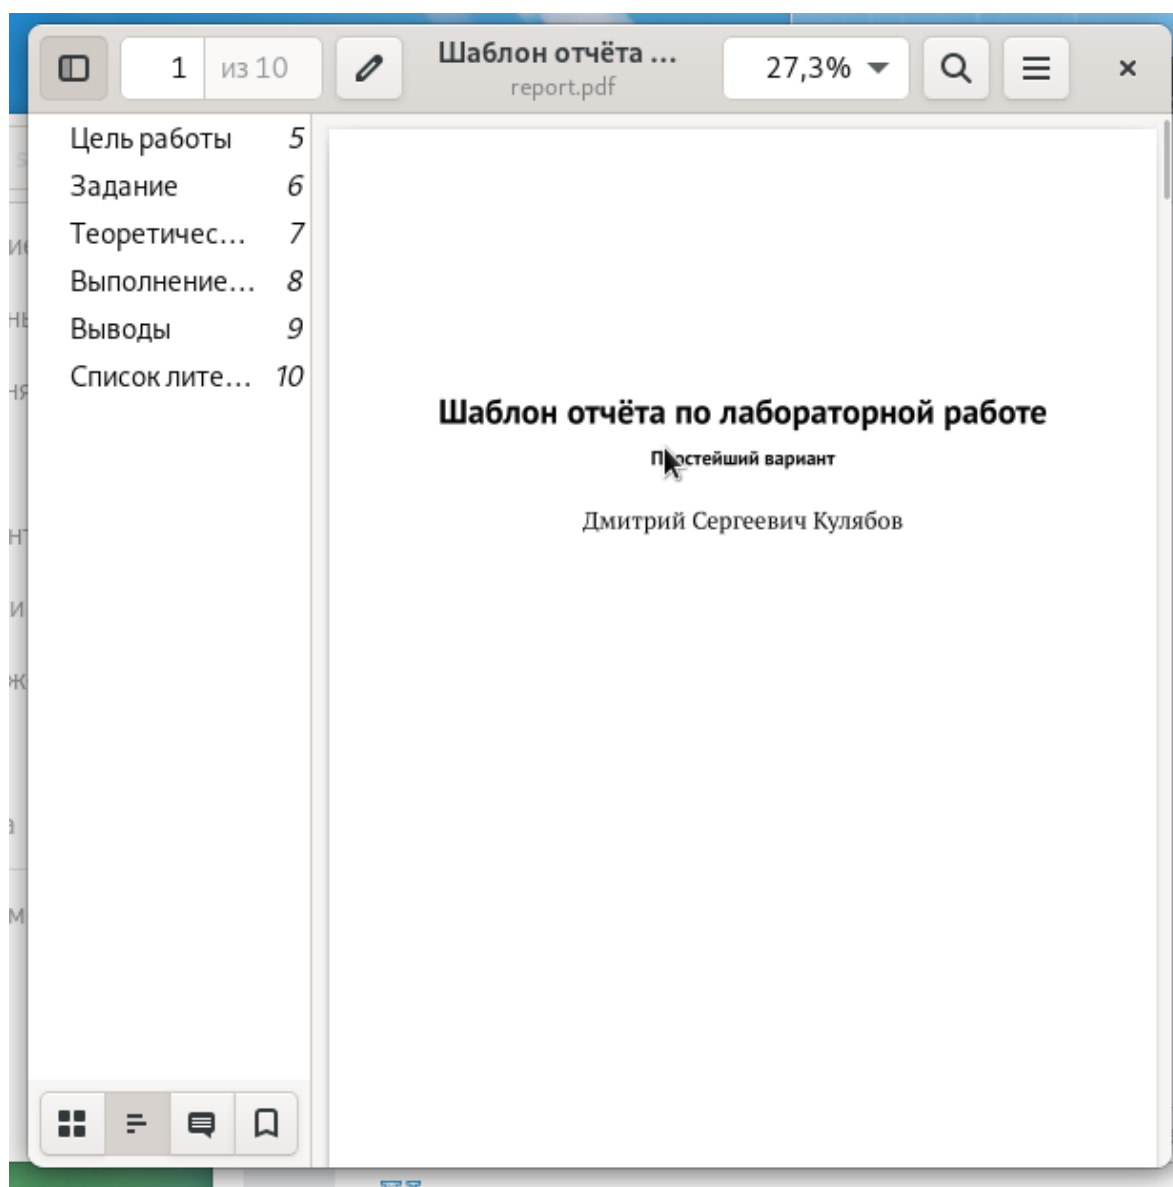 1 из 10
Шаблон отчёта ...
report.pdf
27,3%
Цель работы 5
Задание 6
Теоретичес... 7
Выполнение... 8
Выводы 9
Список лите... 10
Шаблон отчёта по лабораторной работе
вариант
Дмитрий Сергеевич Кулябов